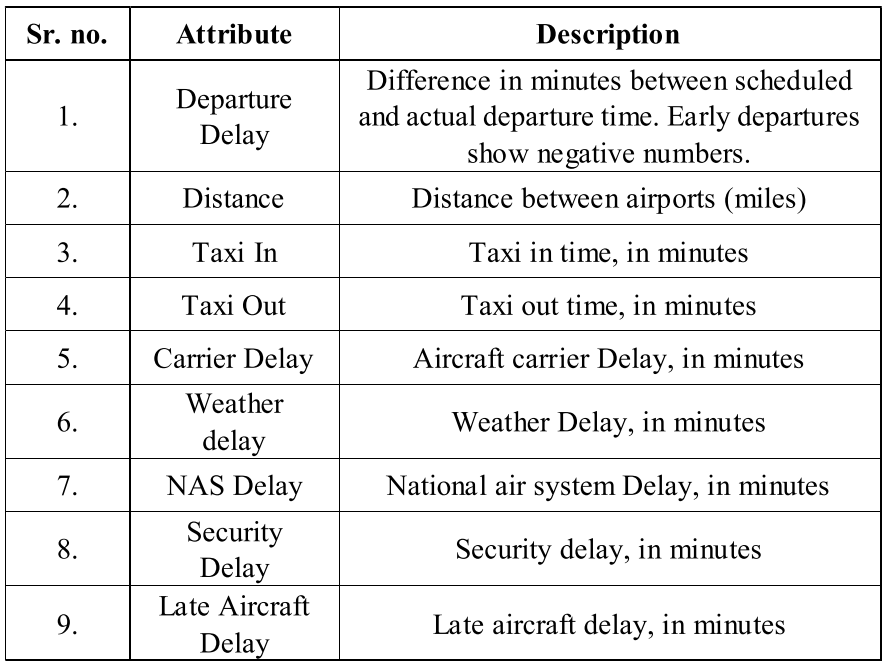 Sr. no. Attribute Description
1. Departure Delay Difference in minutes between scheduled
and actual departure time. Early departures
show negative numbers.
2. Distance Distance between airports (miles)
3. Taxi In Taxi in time, in minutes
4. Taxi Out Taxi out time, in minutes
5. Carrier Delay Aircraft carrier Delay, in minutes
6. Weather delay Weather Delay, in minutes
7. NAS Delay National air system Delay, in minutes
8. Security Delay Security delay, in minutes
9. Late Aircraft Delay Late aircraft delay, in minutes